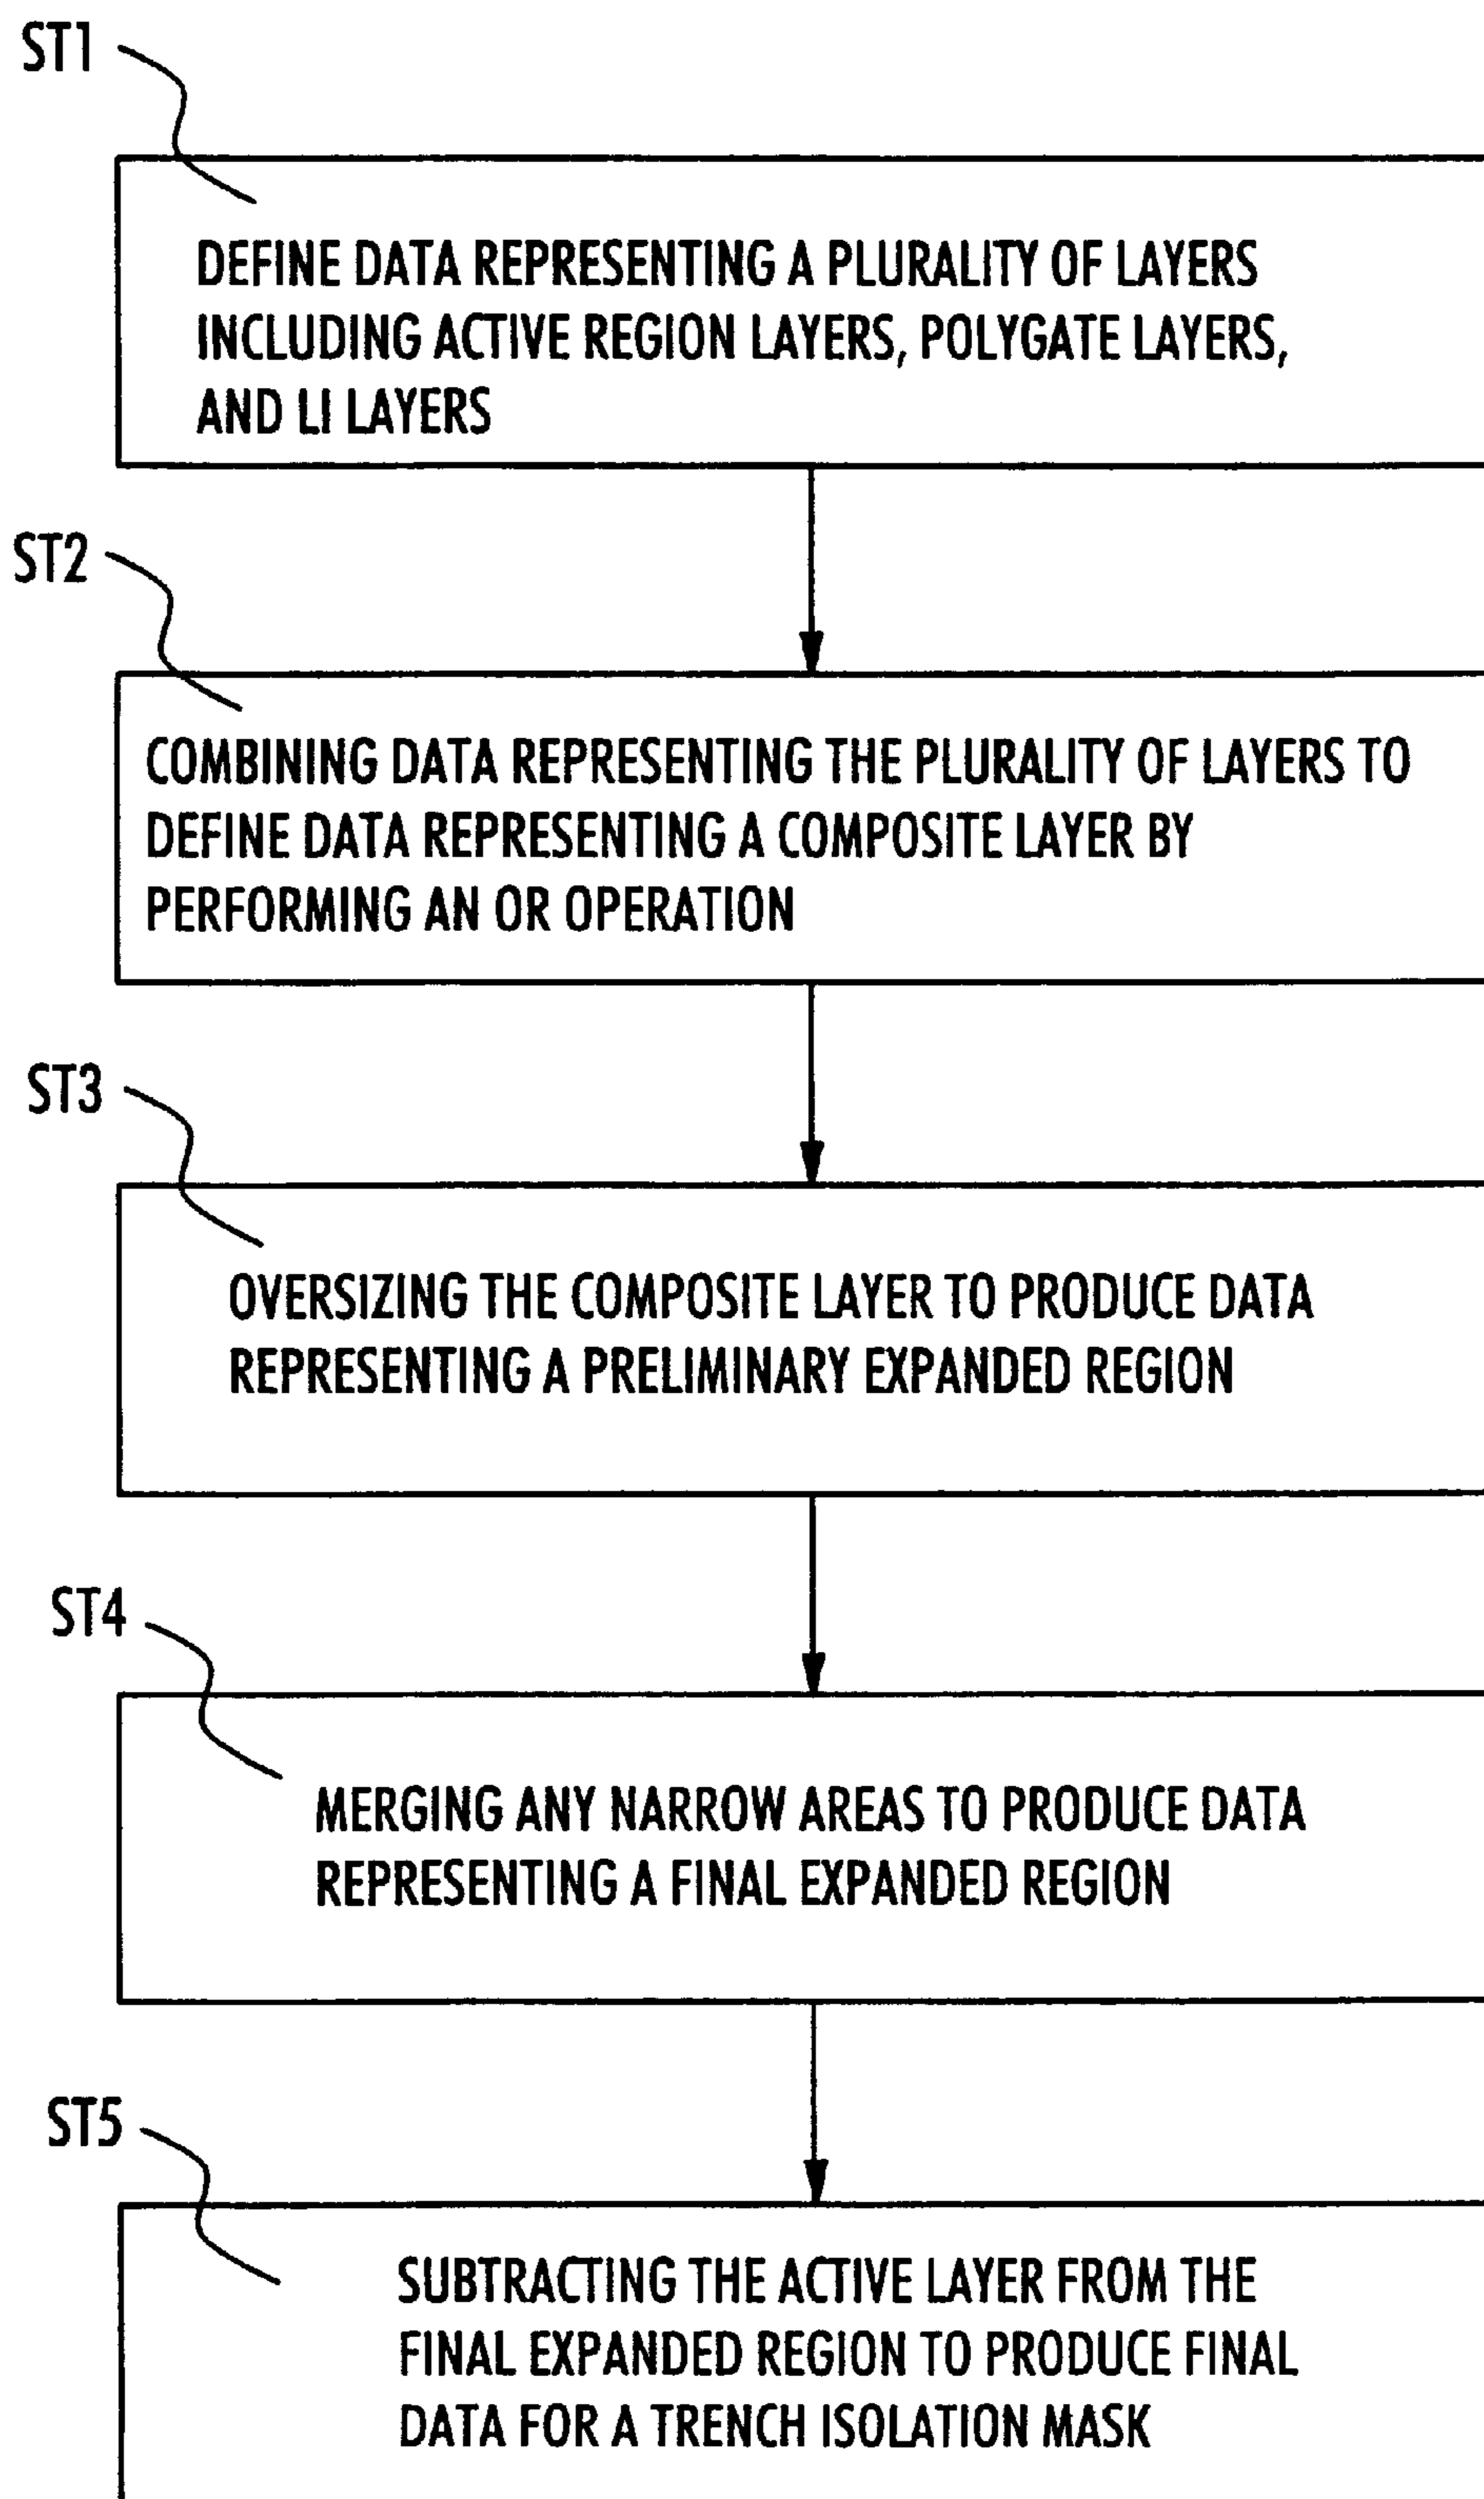 ST1
DEFINE DATA REPRESENTING A PLURALITY OF LAYERS
INCLUDING ACTIVE REGION LAYERS, POLYGATE LAYERS,
AND LI LAYERS
ST2
COMBINING DATA REPRESENTING THE PLURALITY OF LAYERS TO
DEFINE DATA REPRESENTING A COMPOSITE LAYER BY
PERFORMING AN OR OPERATION
ST3
OVERSIZING THE COMPOSITE LAYER TO PRODUCE DATA
REPRESENTING A PRELIMINARY EXPANDED REGION
ST4
MERGING ANY NARROW AREAS TO PRODUCE DATA
REPRESENTING A FINAL EXPANDED REGION
ST5
SUBTRACTING THE ACTIVE LAYER FROM THE
FINAL EXPANDED REGION TO PRODUCE FINAL
DATA FOR A TRENCH ISOLATION MASK